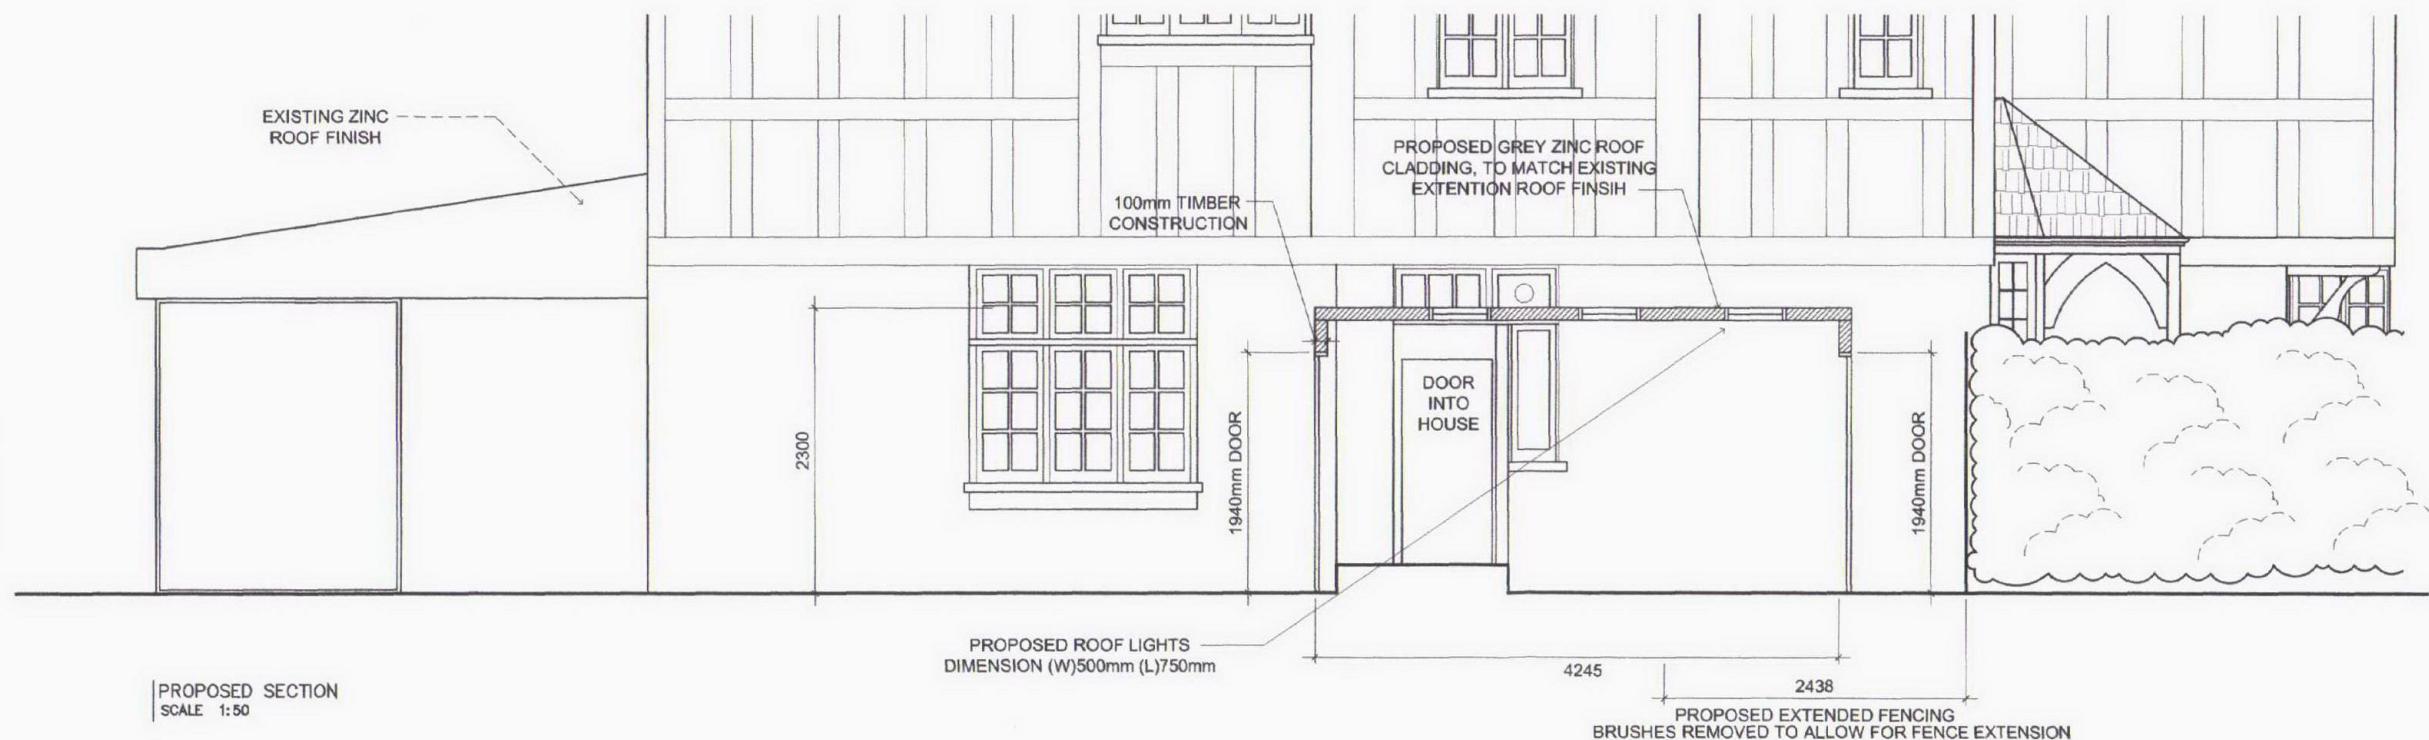 EXISTING ZINC
ROOF FINISH
PROPOSED GREY ZINC ROOF
CLADDING, TO MATCH EXISTING
EXTENTION ROOF FINSIH
100mm TIMBER
CONSTRUCTION
DOOR
INTO
HOUSE
2300
1940mm DOOR
1940mm DOOR
PROPOSED ROOF LIGHTS
DIMENSION (W)500mm (L)750mm
4245
2438
PROPOSED EXTENDED FENCING
BRUSHES REMOVED TO ALLOW FOR FENCE EXTENSION
PROPOSED SECTION
SCALE 1:50